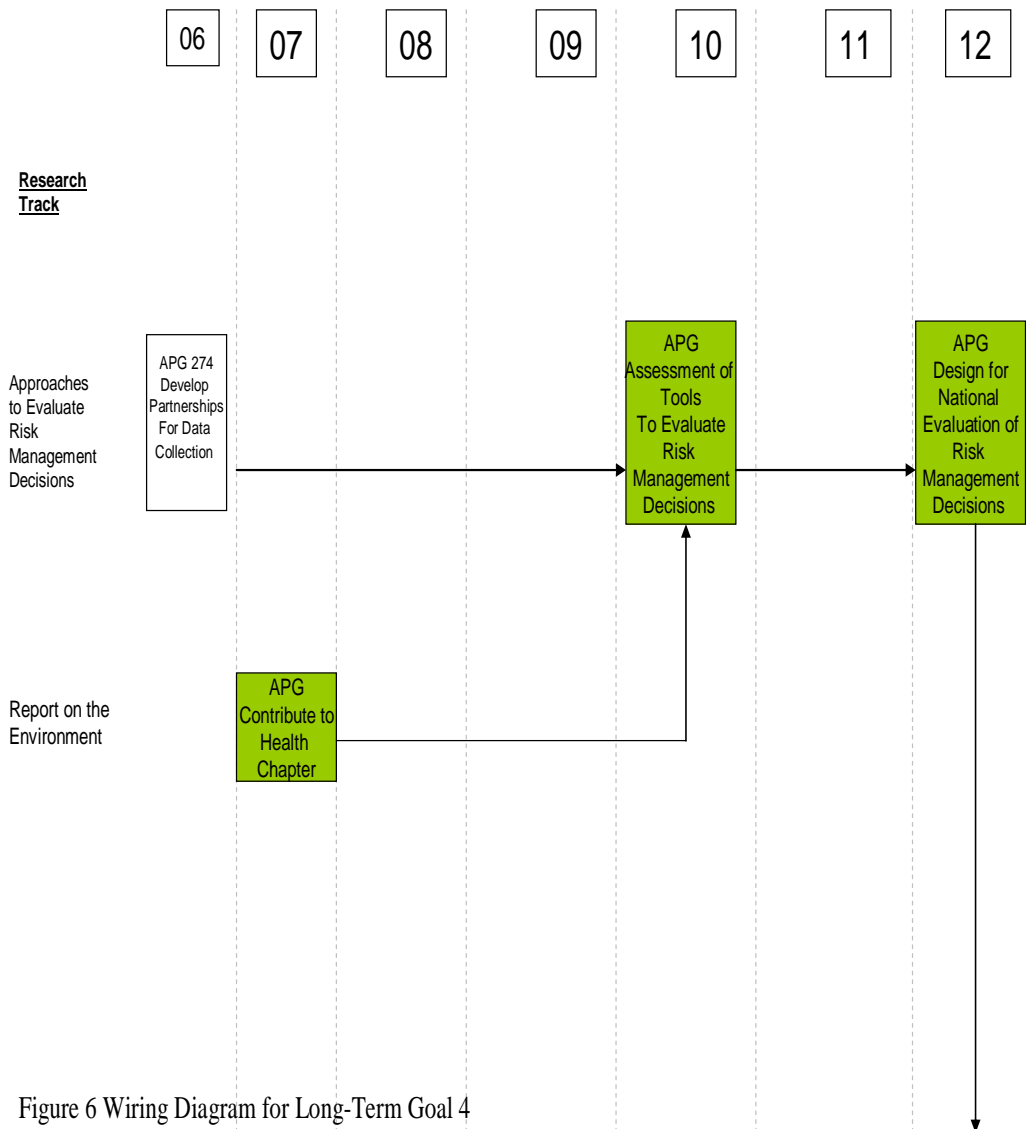 06
07
08
09
10
11
12
Research
Track
Approaches
to Evaluate
Risk
Management
Decisions
APG 274
Develop
Partnerships
For Data
Collection
APG
Assessment of
Tools
To Evaluate
Risk
Management
Decisions
APG
Design for
National
Evaluation of
Risk
Management
Decisions
Report on the
Environment
APG
Contribute to
Health
Chapter
Figure 6 Wiring Diagram for Long-Term Goal 4